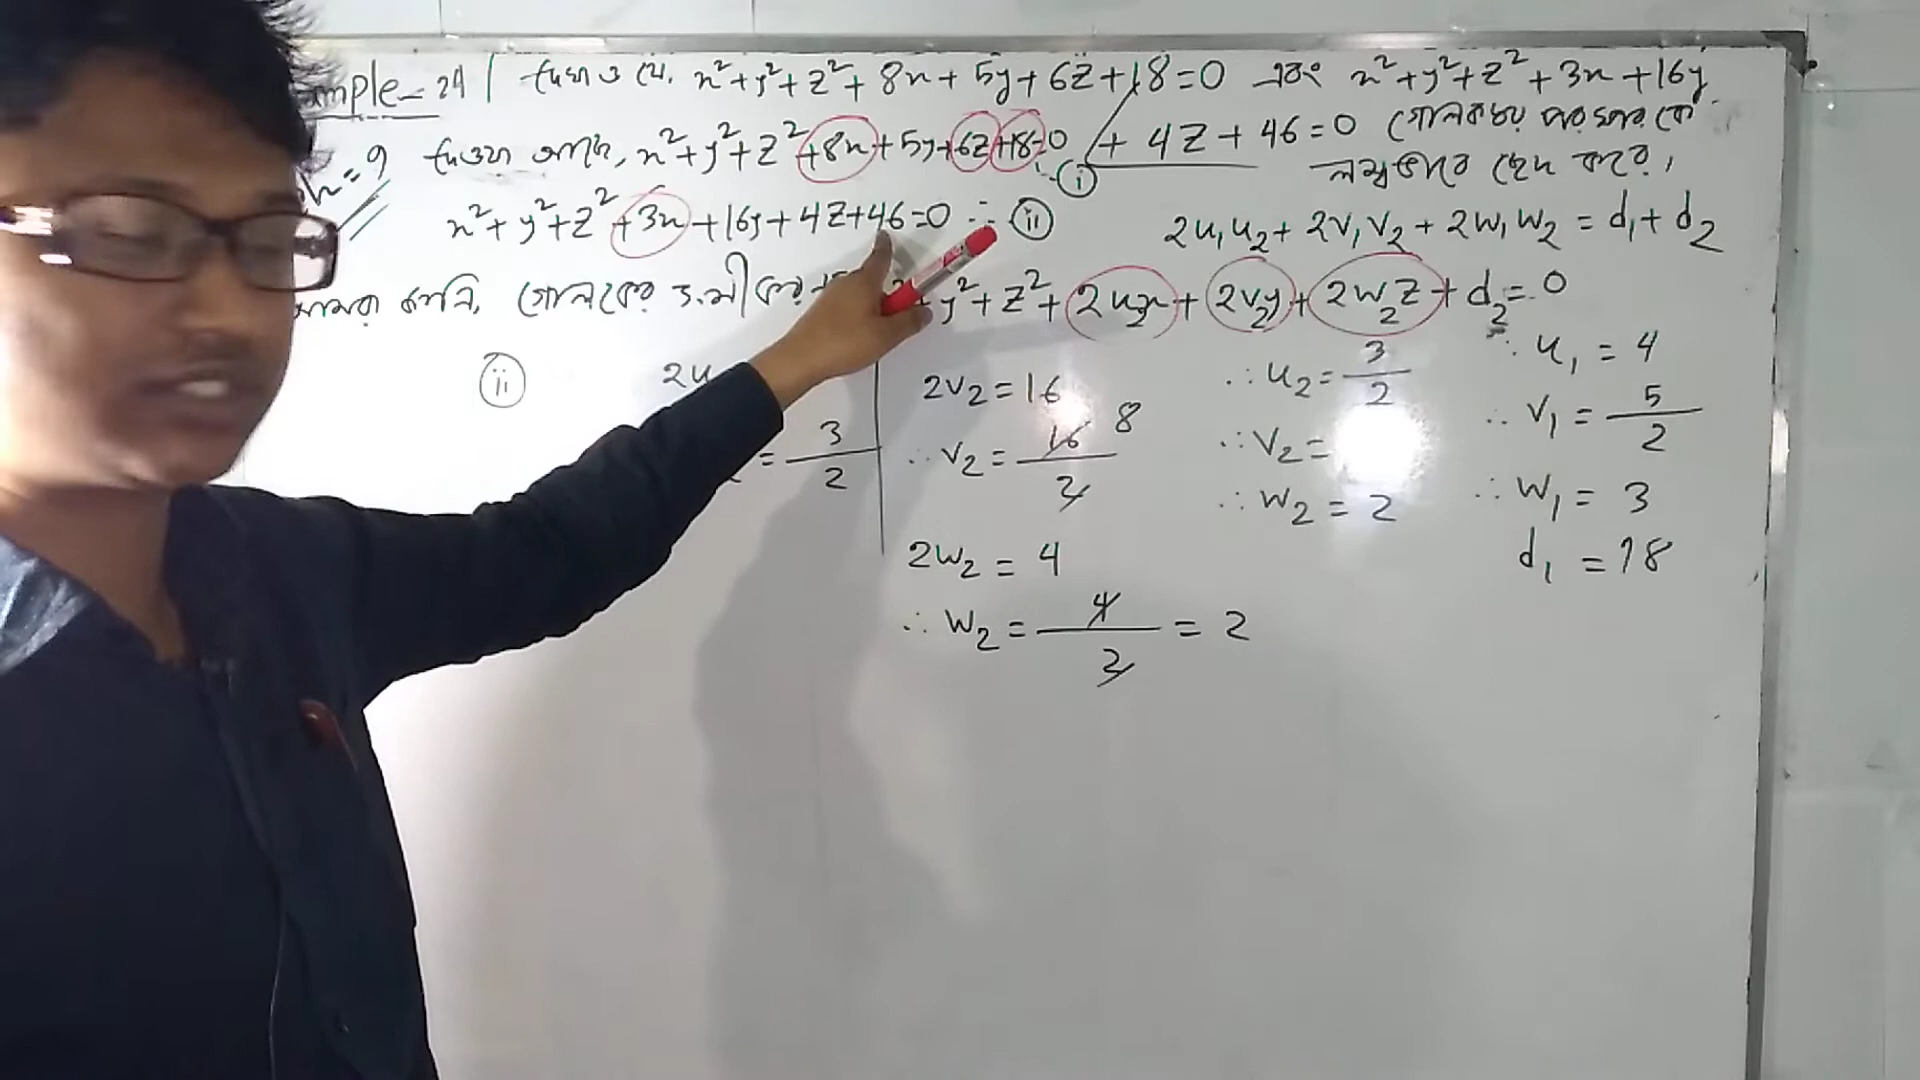 mple-24 | দেখাও যে, x²+y²+z²+8x+5y+6z+18=0 এবং x²+y²+z²+3x+16y
+4z+46=0 গোলকদ্বয় পরস্পরকে
লম্বভাবে ছেদ করে।
h=9 দেওয়া আছে, x²+y²+z²+8x+5y+6z+18=0 ... (i)
x²+y²+z²+3x+16y+4z+46=0 ... (ii)
2u₁u₂+2v₁v₂+2w₁w₂=d₁+d₂
আমরা জানি, গোলকের স.মীকরণ y²+z²+2u₂x+2v₂y+2w₂z+d₂=0
(ii) 2u
= 3/2
2v₂=16
∴v₂= 16/2 8
2w₂=4
∴w₂= 4/2 =2
∴u₂= 3/2
∴v₂=
∴w₂=2
∴u₁=4
∴v₁= 5/2
∴w₁=3
d₁=18